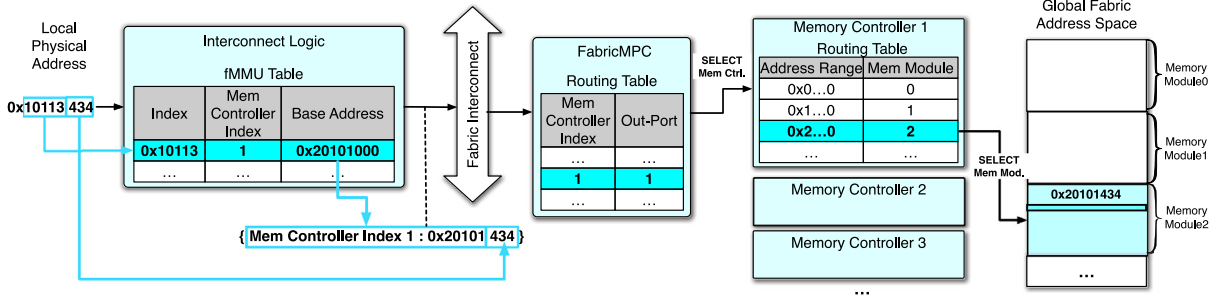 Local
Physical
Address
0x10113 434
Interconnect Logic
fMMU Table
Index
Mem
Controller
Index
Base Address
0x10113 1 0x20101000
... ... ...
{ Mem Controller Index 1 : 0x20101 434 }
Fabric Interconnect
FabricMPC
Routing Table
Mem
Controller
Index
Out-Port
... ...
1 1
... ...
SELECT
Mem Ctrl.
Memory Controller 1
Routing Table
Address Range Mem Module
0x0...0 0
0x1...0 1
0x2...0 2
... ...
Memory Controller 2
Memory Controller 3
...
SELECT
Mem Mod.
Global Fabric
Address Space
0x20101434
...
Memory
Module0
Memory
Module1
Memory
Module2